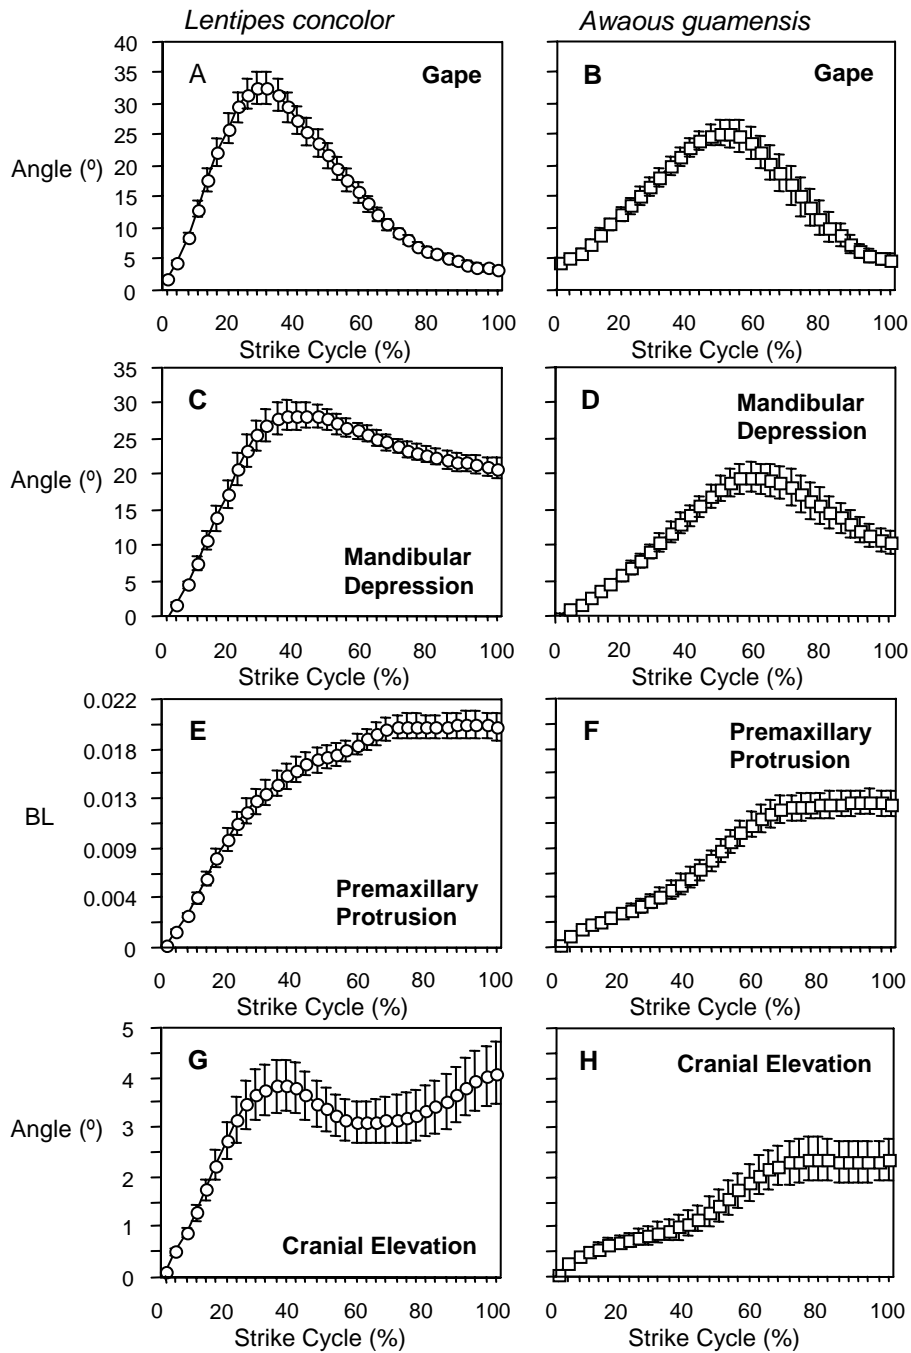 Lentipes concolor Awaous guamensis
40
35
30
25
20
15
10
5
0
Angle (º)
A Gape
B Gape
0 20 40 60 80 100
Strike Cycle (%)
0 20 40 60 80 100
Strike Cycle (%)
35
30
25
20
15
10
5
0
Angle (º)
C
Mandibular
Depression
D
Mandibular
Depression
0 20 40 60 80 100
Strike Cycle (%)
0 20 40 60 80 100
Strike Cycle (%)
0.022
0.018
0.013
0.009
0.004
0
BL
E
Premaxillary
Protrusion
F
Premaxillary
Protrusion
0 20 40 60 80 100
Strike Cycle (%)
0 20 40 60 80 100
Strike Cycle (%)
5
4
3
2
1
0
Angle (º)
G
Cranial Elevation
H
Cranial Elevation
0 20 40 60 80 100
Strike Cycle (%)
0 20 40 60 80 100
Strike Cycle (%)